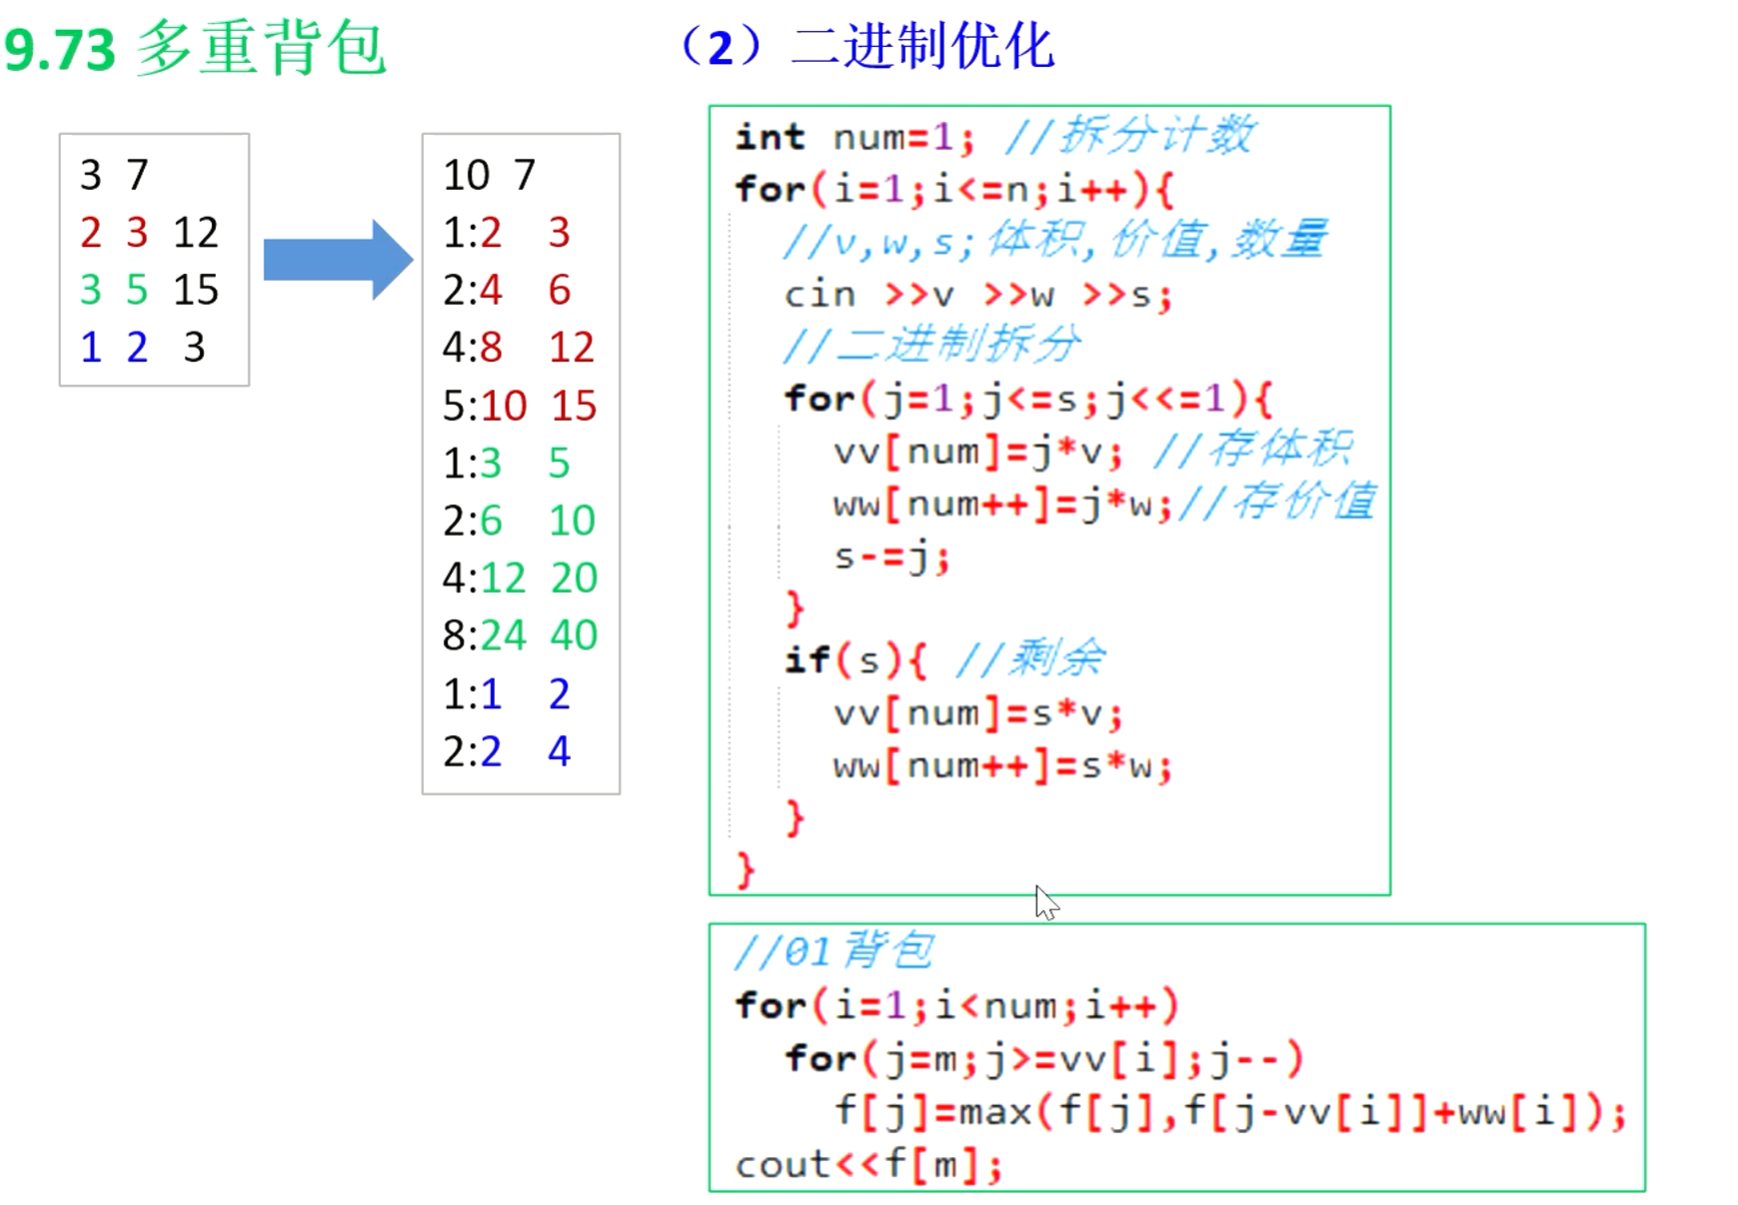 9.73 多重背包
（2）二进制优化
3 7
2 3 12
3 5 15
1 2 3
10 7
1:2 3
2:4 6
4:8 12
5:10 15
1:3 5
2:6 10
4:12 20
8:24 40
1:1 2
2:2 4
int num=1; //拆分计数
for(i=1;i<=n;i++){
//v,w,s;体积,价值,数量
cin >>v >>w >>s;
//二进制拆分
for(j=1;j<=s;j<<=1){
vv[num]=j*v; //存体积
ww[num++]=j*w;//存价值
s-=j;
}
if(s){ //剩余
vv[num]=s*v;
ww[num++]=s*w;
}
}
//01背包
for(i=1;i<num;i++)
for(j=m;j>=vv[i];j--)
f[j]=max(f[j],f[j-vv[i]]+ww[i]);
cout<<f[m];